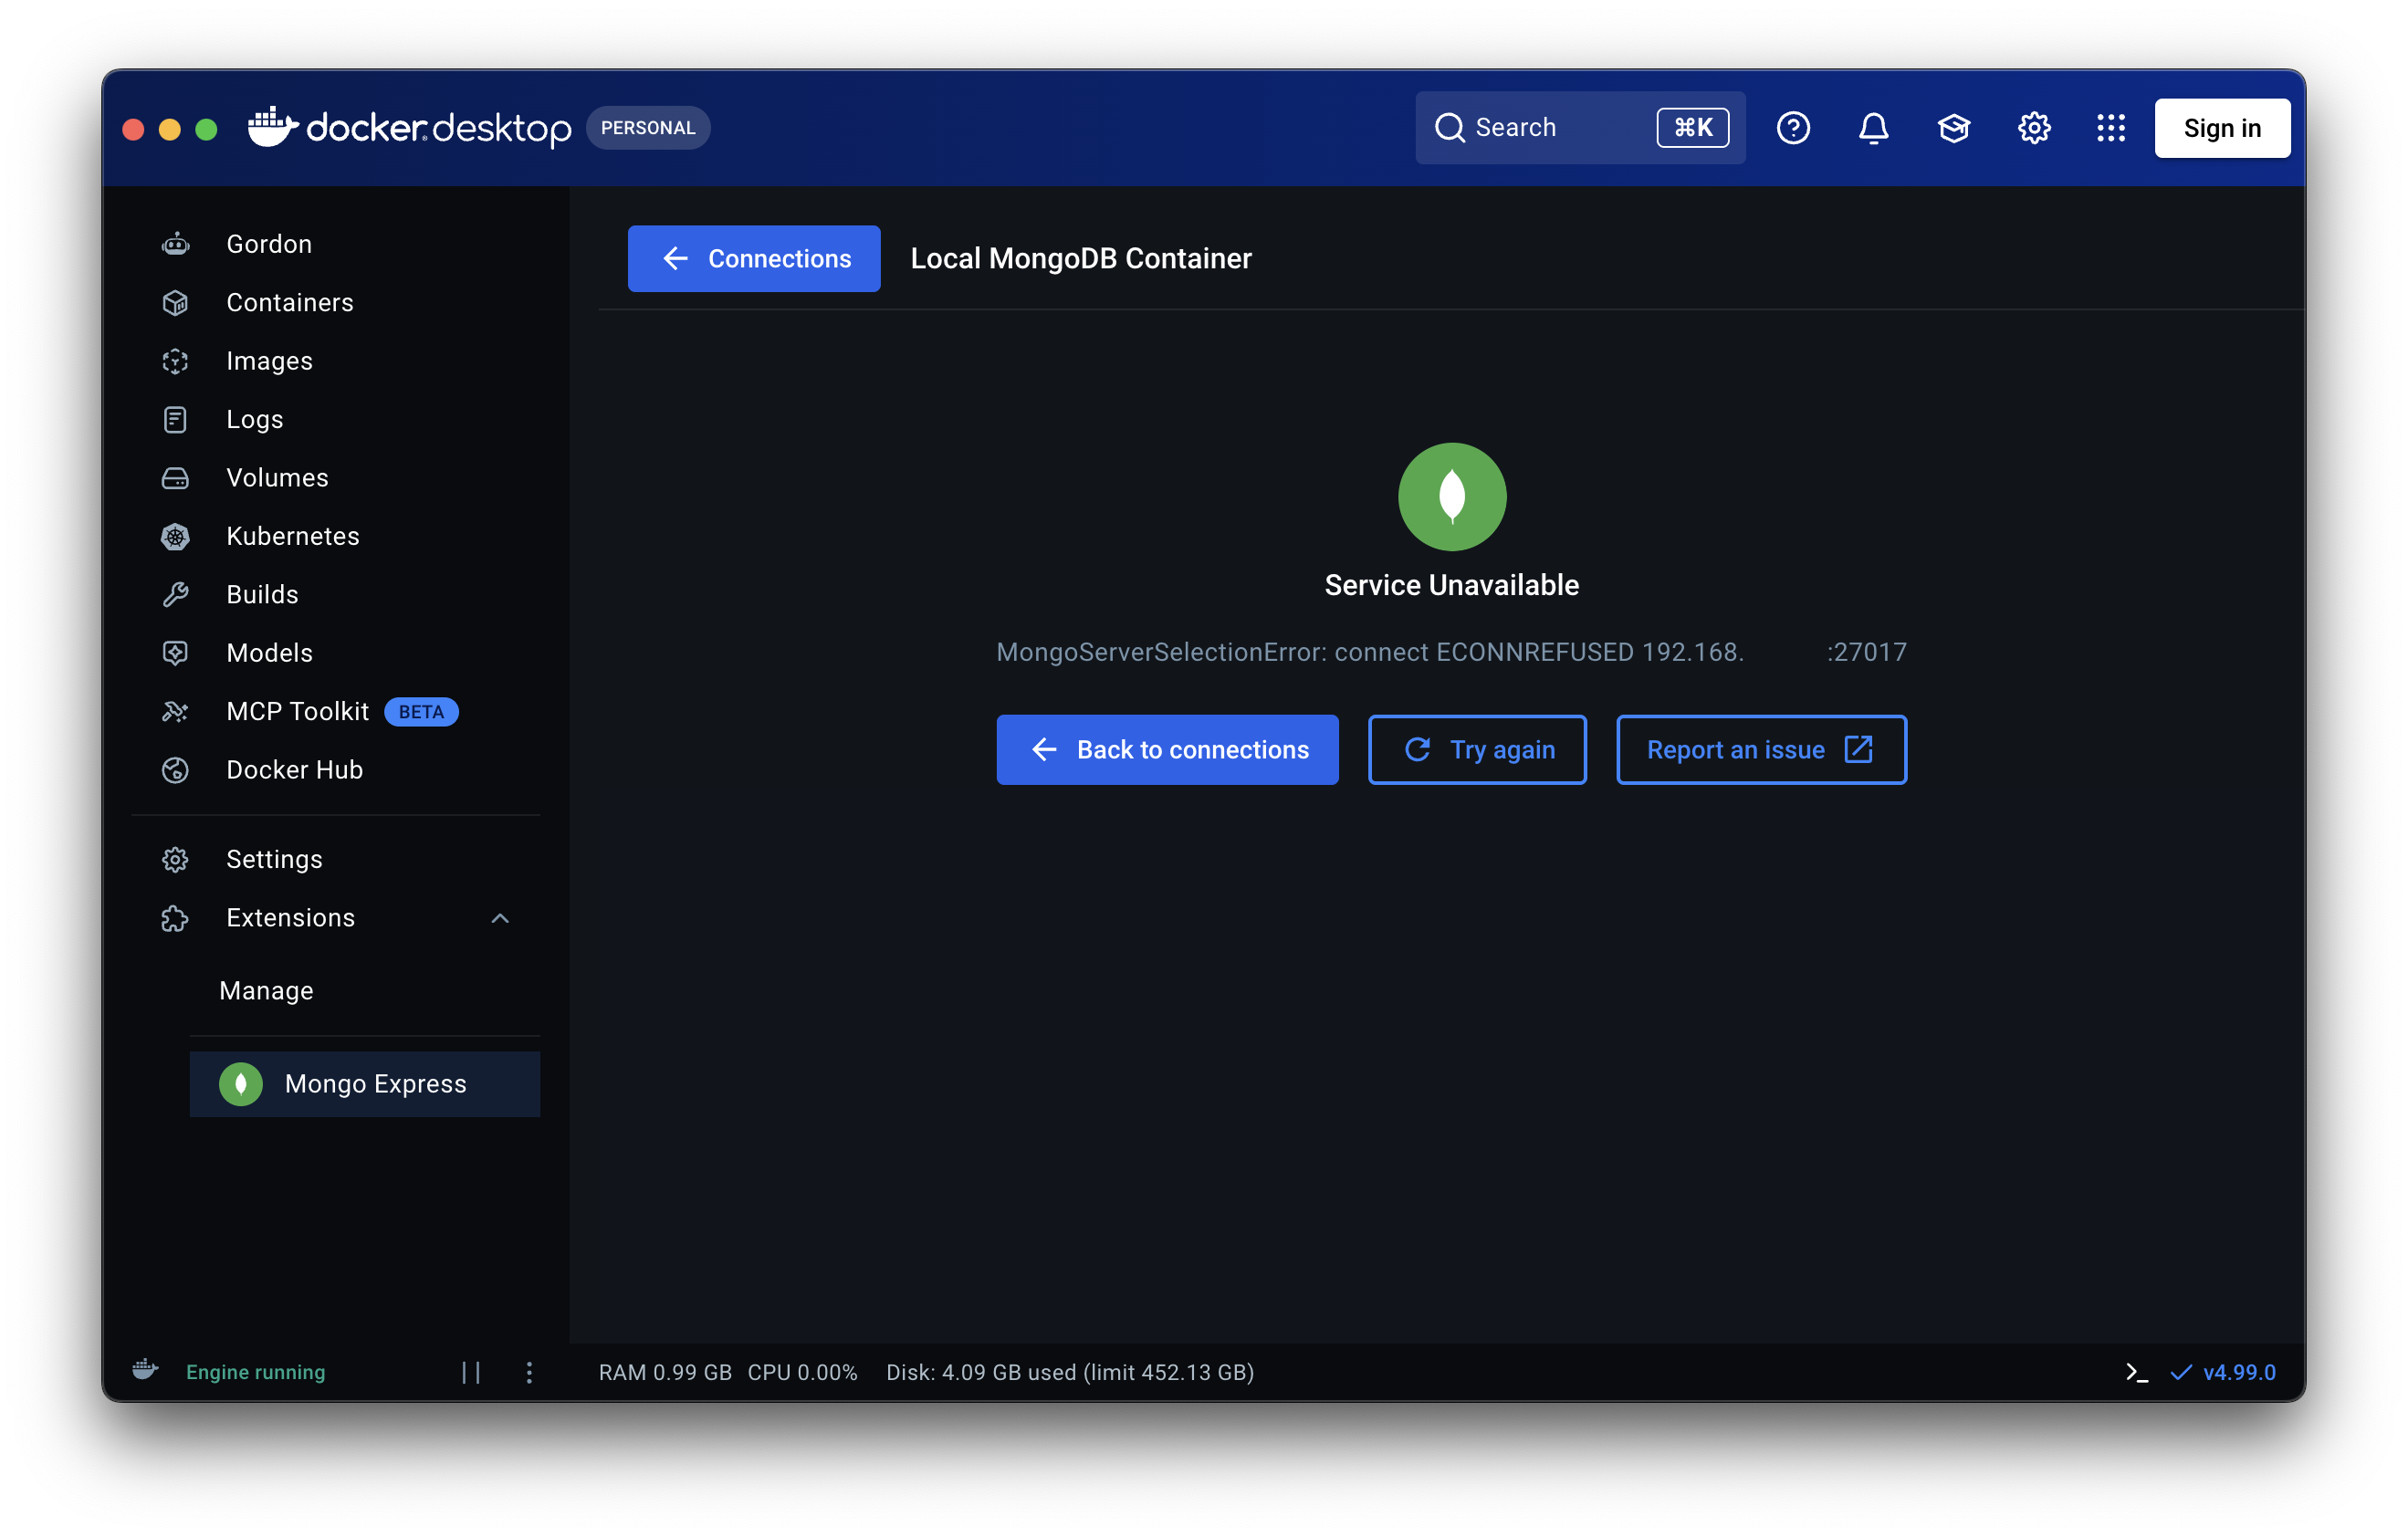 docker desktop PERSONAL Search ⌘K Sign in
Gordon
Containers
Images
Logs
Volumes
Kubernetes
Builds
Models
MCP Toolkit BETA
Docker Hub
Settings
Extensions
Manage
Mongo Express
Connections Local MongoDB Container
Service Unavailable
MongoServerSelectionError: connect ECONNREFUSED 192.168. :27017
Back to connections Try again Report an issue
Engine running RAM 0.99 GB CPU 0.00% Disk: 4.09 GB used (limit 452.13 GB) v4.99.0